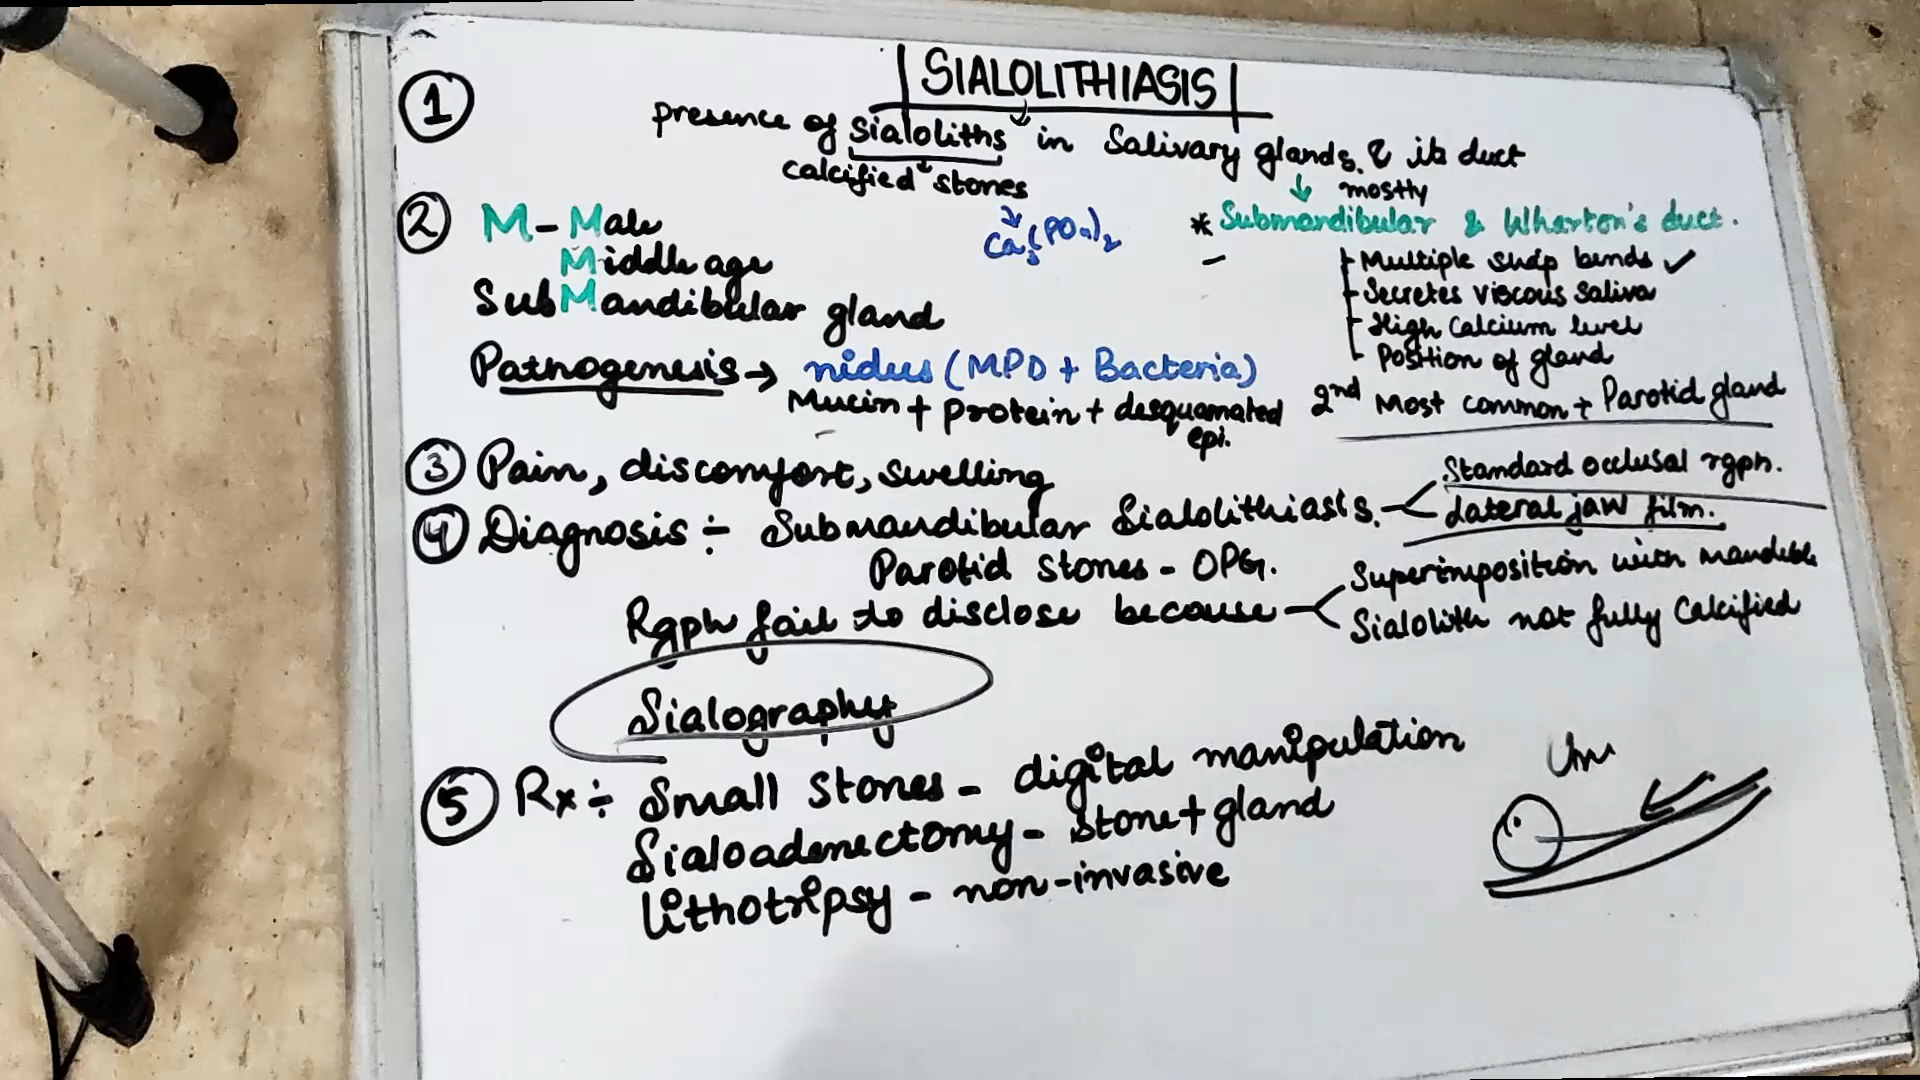 SIALOLITHIASIS
① presence of Sialoliths in Salivary glands & its duct
calcified stones
mostly
Ca₃(PO₄)₂
* Submandibular & Wharton's duct.
Multiple sharp bends ✓
Secretes viscous saliva
High Calcium level
Position of gland
2nd Most common ÷ Parotid gland
② M - Male
Middle age
SubMandibular gland
Pathogenesis → nidus (MPD + Bacteria)
Mucin + protein + desquamated
epi.
③ Pain, discomfort, swelling
④ Diagnosis ÷ Submandibular Sialolithiasis.
Standard occlusal rgph.
Lateral jaw film.
Parotid stones - OPG.
Rgph fail to disclose because
Superimposition with mandible
Sialolith not fully Calcified
Sialography
⑤ Rx ÷ Small Stones - digital manipulation
Sialoadenectomy - Stone + gland
Lithotripsy - non-invasive